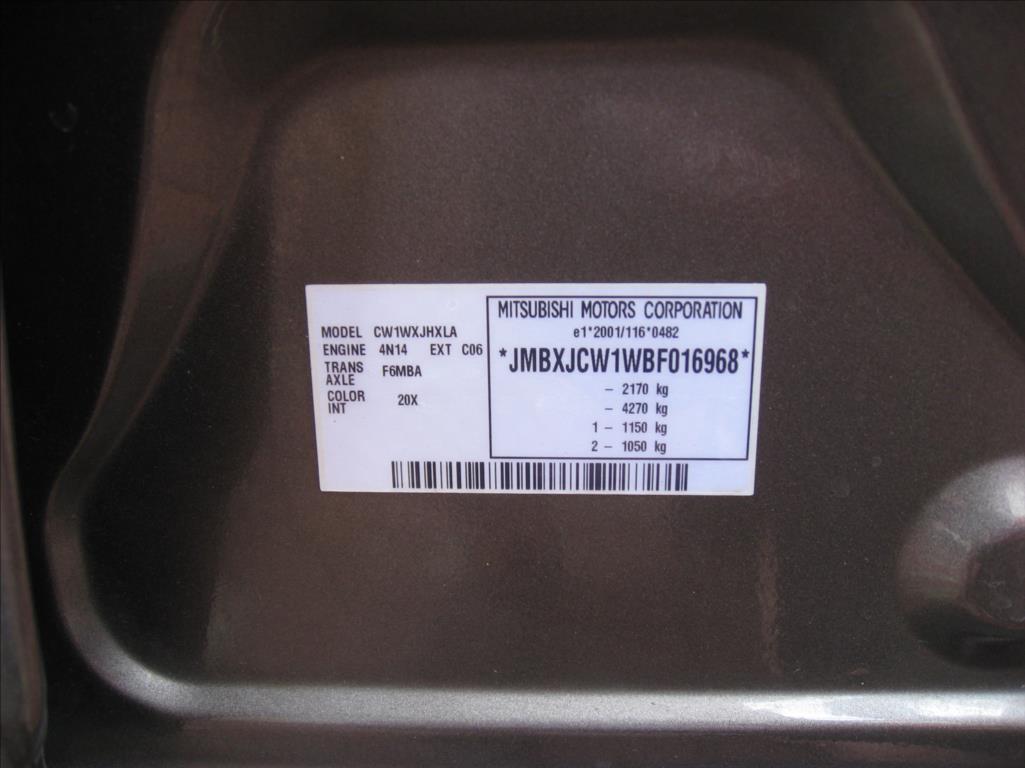 MODEL CW1WXJHXLA
ENGINE 4N14 EXT C06
TRANS
AXLE F6MBA
COLOR
INT 20X
MITSUBISHI MOTORS CORPORATION
e1*2001/116*0482
*JMBXJCW1WBF016968*
– 2170 kg
– 4270 kg
1 – 1150 kg
2 – 1050 kg